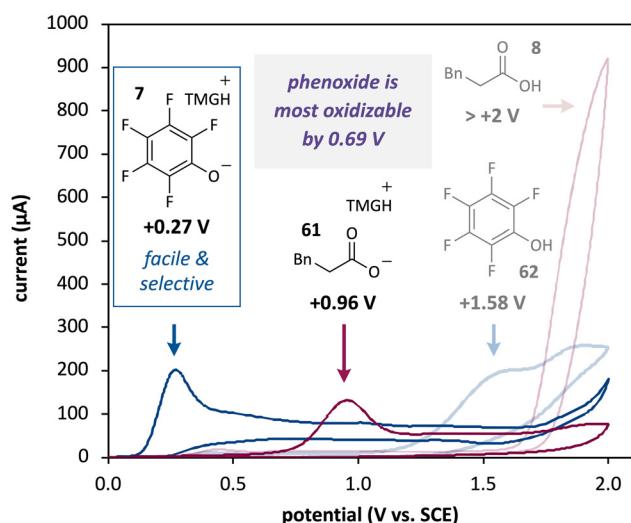 1000
900
800
700
600
500
400
300
200
100
0
current (μA)
0.0
0.5
1.0
1.5
2.0
potential (V vs. SCE)
7
+
TMGH
F
F
F
F
F
O
−
+0.27 V
facile &
selective
phenoxide is
most oxidizable
by 0.69 V
+
TMGH
61
O
Bn
O
−
+0.96 V
8
O
Bn
OH
> +2 V
F
F
F
F
F
OH
62
+1.58 V